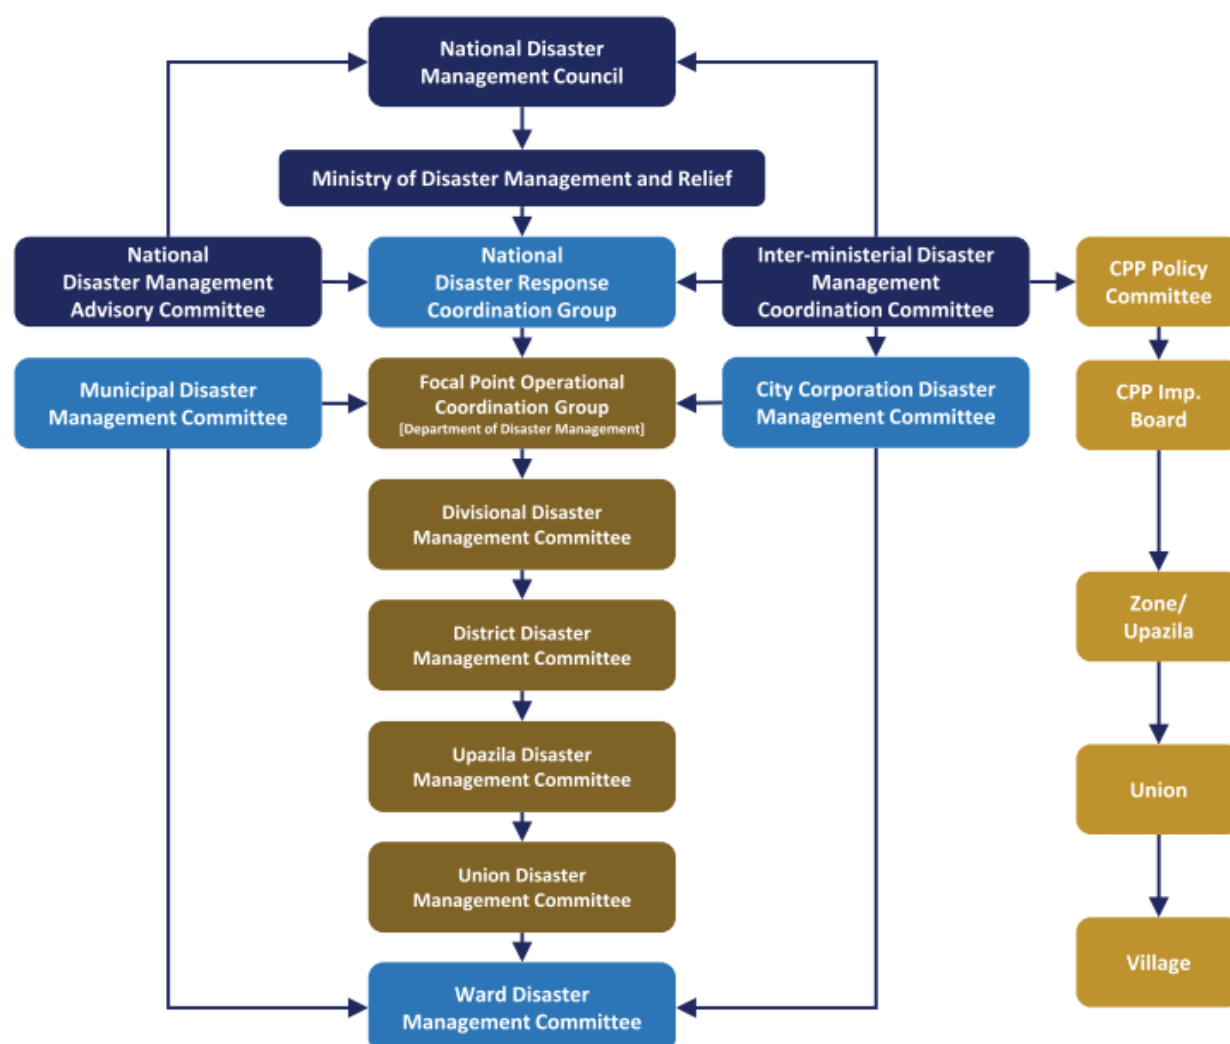 National Disaster
Management Council
Ministry of Disaster Management and Relief
National
Disaster Management
Advisory Committee
National
Disaster Response
Coordination Group
Inter-ministerial Disaster
Management
Coordination Committee
CPP Policy
Committee
Municipal Disaster
Management Committee
Focal Point Operational
Coordination Group
[Department of Disaster Management]
City Corporation Disaster
Management Committee
CPP Imp.
Board
Divisional Disaster
Management Committee
District Disaster
Management Committee
Zone/
Upazila
Upazila Disaster
Management Committee
Union
Union Disaster
Management Committee
Village
Ward Disaster
Management Committee